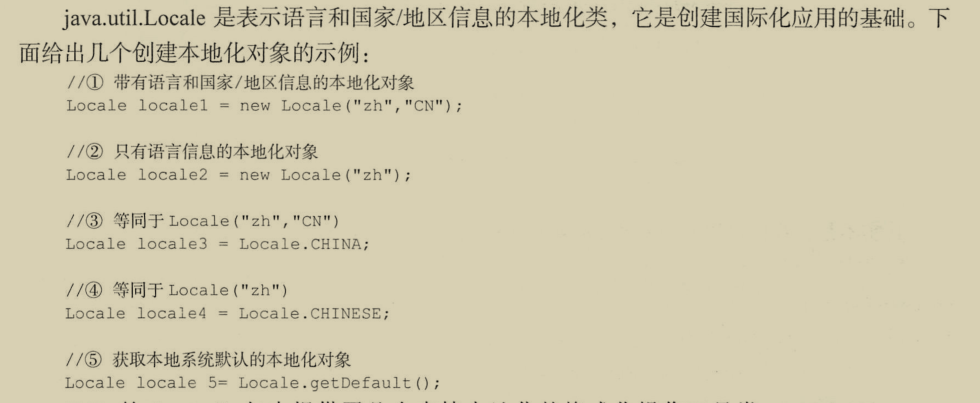 java.util.Locale 是表示语言和国家/地区信息的本地化类，它是创建国际化应用的基础。下
面给出几个创建本地化对象的示例：
//① 带有语言和国家/地区信息的本地化对象
Locale locale1 = new Locale("zh","CN");
//② 只有语言信息的本地化对象
Locale locale2 = new Locale("zh");
//③ 等同于 Locale("zh","CN")
Locale locale3 = Locale.CHINA;
//④ 等同于 Locale("zh")
Locale locale4 = Locale.CHINESE;
//⑤ 获取本地系统默认的本地化对象
Locale locale 5= Locale.getDefault();